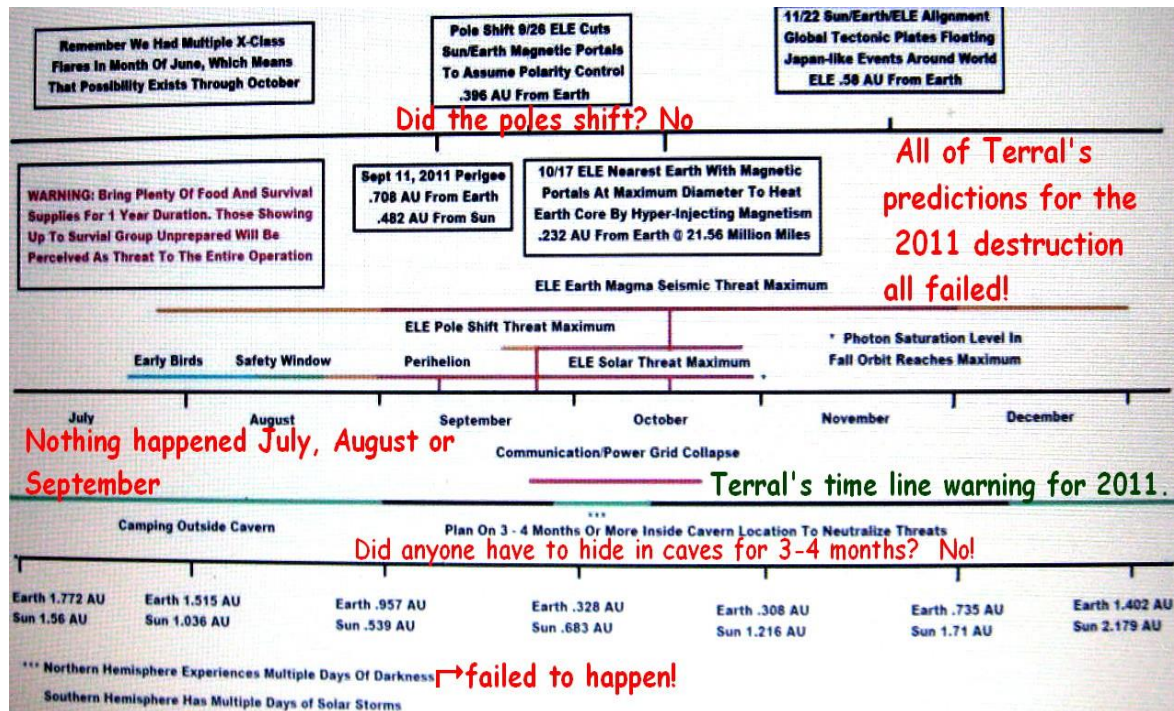 Remember We Had Multiple X-Class
Flares In Month Of June, Which Means
That Possibility Exists Through October
Pole Shift 9/26 ELE Cuts
Sun/Earth Magnetic Portals
To Assume Polarity Control
.396 AU From Earth
11/22 Sun/Earth/ELE Alignment
Global Tectonic Plates Floating
Japan-like Events Around World
ELE .58 AU From Earth
Did the poles shift? No
WARNING: Bring Plenty Of Food And Survival
Supplies For 1 Year Duration. Those Showing
Up To Survial Group Unprepared Will Be
Perceived As Threat To The Entire Operation
Sept 11, 2011 Perigee
.708 AU From Earth
.482 AU From Sun
10/17 ELE Nearest Earth With Magnetic
Portals At Maximum Diameter To Heat
Earth Core By Hyper-Injecting Magnetism
.232 AU From Earth @ 21.56 Million Miles
All of Terral's
predictions for the
2011 destruction
all failed!
ELE Earth Magma Seismic Threat Maximum
ELE Pole Shift Threat Maximum
* Photon Saturation Level In
Fall Orbit Reaches Maximum
Early Birds
Safety Window
Perihelion
ELE Solar Threat Maximum
*
July
August
September
October
November
December
Nothing happened July, August or
September
Communication/Power Grid Collapse
Terral's time line warning for 2011.
***
Camping Outside Cavern
Plan On 3 - 4 Months Or More Inside Cavern Location To Neutralize Threats
Did anyone have to hide in caves for 3-4 months? No!
Earth 1.772 AU
Sun 1.56 AU
Earth 1.515 AU
Sun 1.036 AU
Earth .957 AU
Sun .539 AU
Earth .328 AU
Sun .683 AU
Earth .308 AU
Sun 1.216 AU
Earth .735 AU
Sun 1.71 AU
Earth 1.402 AU
Sun 2.179 AU
*** Northern Hemisphere Experiences Multiple Days Of Darkness
failed to happen!
Southern Hemisphere Has Multiple Days of Solar Storms